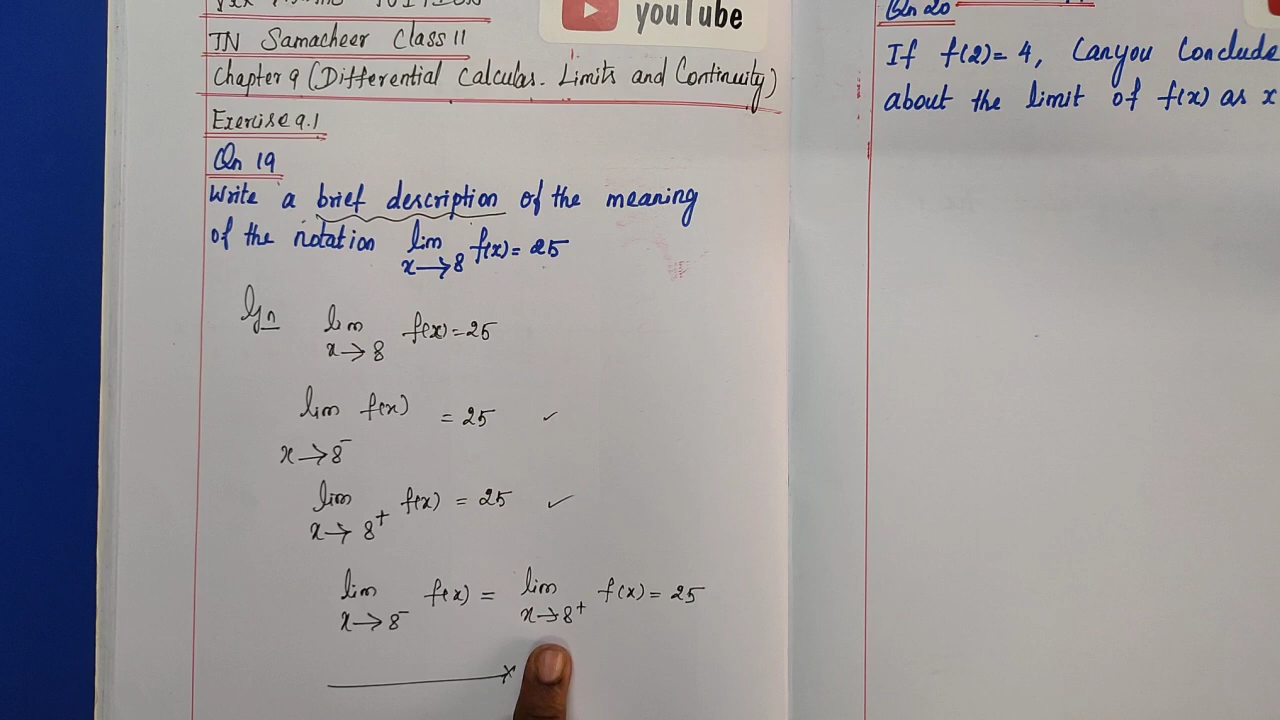 youTube
TN Samacheer Class 11
Chapter 9 (Differential Calculas. Limits and Continuity)
Exercise 9.1
Qn 19
Write a brief description of the meaning
of the notation lim f(x) = 25
x→8
Gn lim f(x) = 25
x→8
lim f(x) = 25 ✓
x→8⁻
lim f(x) = 25 ✓
x→8⁺
lim f(x) = lim f(x) = 25
x→8⁻ x→8⁺
Qn 20
If f(2) = 4, Can you Conclude
about the limit of f(x) as x